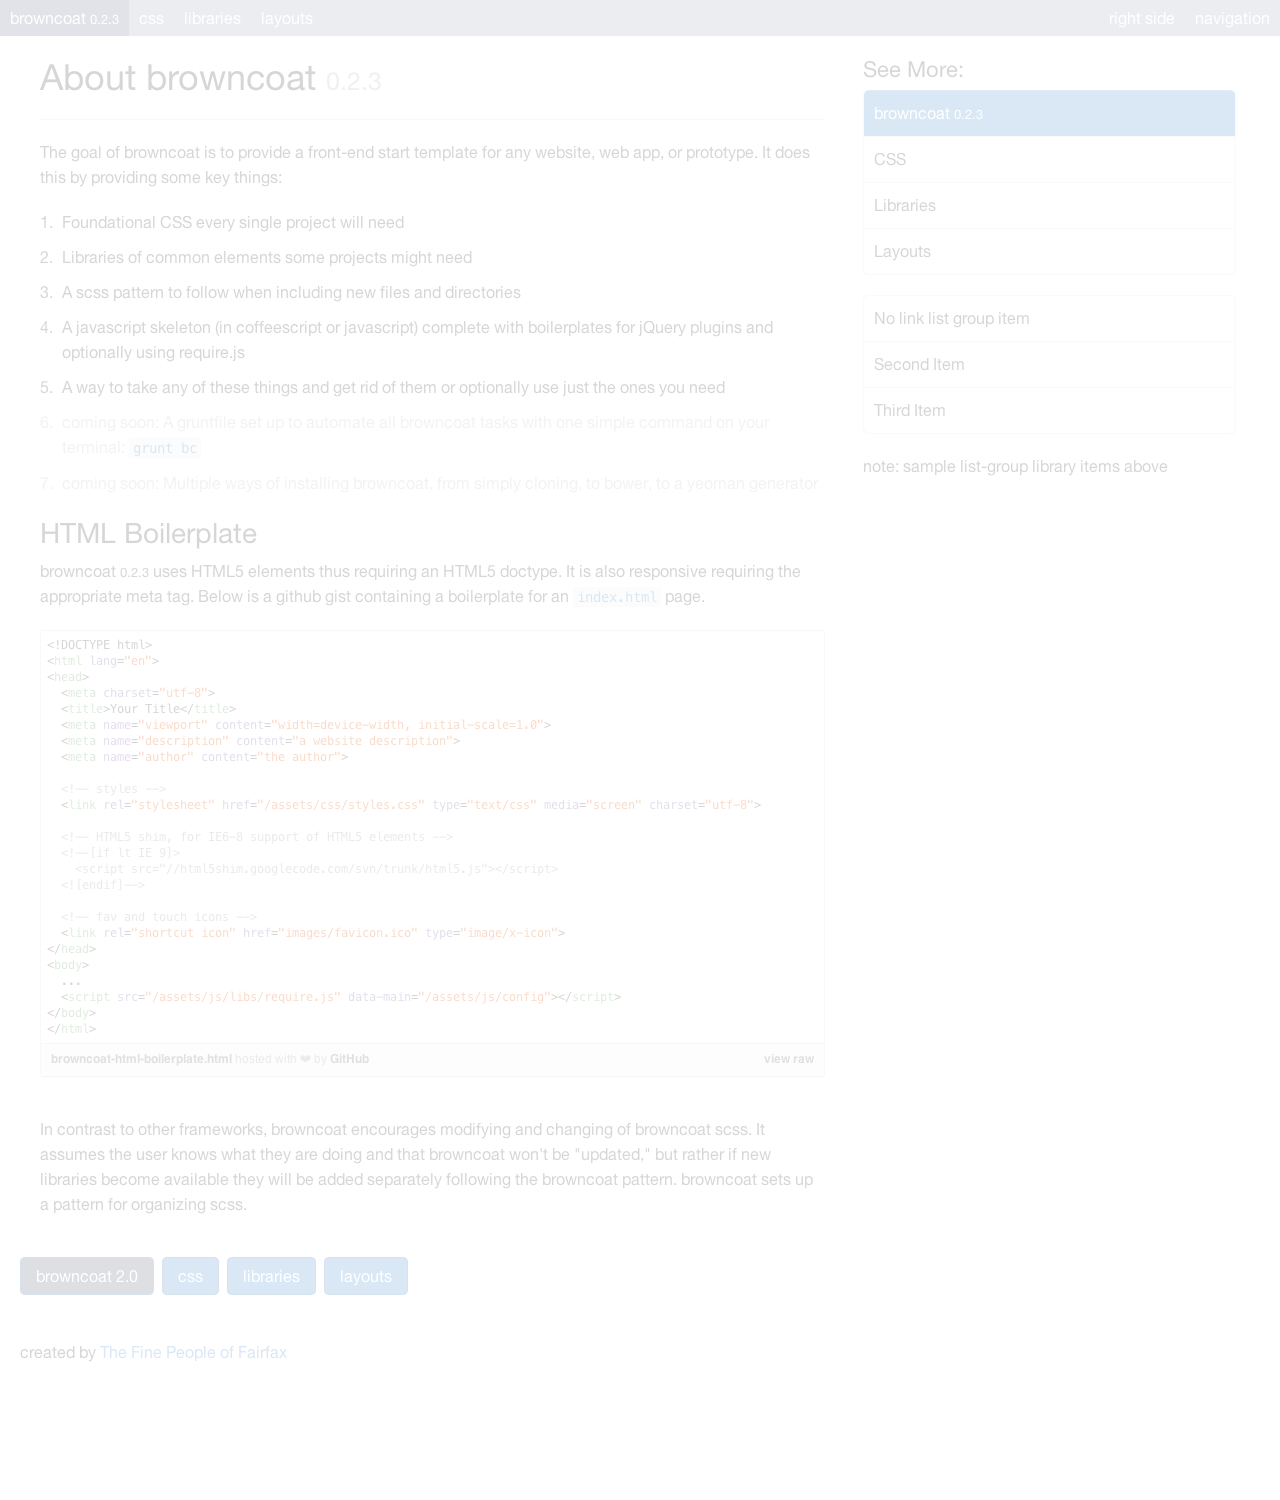 browncoat 0.2.3 css libraries layouts right side navigation
About browncoat 0.2.3
The goal of browncoat is to provide a front-end start template for any website, web app, or prototype. It does
this by providing some key things:
1. Foundational CSS every single project will need
2. Libraries of common elements some projects might need
3. A scss pattern to follow when including new files and directories
4. A javascript skeleton (in coffeescript or javascript) complete with boilerplates for jQuery plugins and
optionally using require.js
5. A way to take any of these things and get rid of them or optionally use just the ones you need
6. coming soon: A gruntfile set up to automate all browncoat tasks with one simple command on your
terminal: grunt bc
7. coming soon: Multiple ways of installing browncoat, from simply cloning, to bower, to a yeoman generator
HTML Boilerplate
browncoat 0.2.3 uses HTML5 elements thus requiring an HTML5 doctype. It is also responsive requiring the
appropriate meta tag. Below is a github gist containing a boilerplate for an index.html page.
<!DOCTYPE html>
<html lang="en">
<head>
  <meta charset="utf-8">
  <title>Your Title</title>
  <meta name="viewport" content="width=device-width, initial-scale=1.0">
  <meta name="description" content="a website description">
  <meta name="author" content="the author">
  <!-- styles -->
  <link rel="stylesheet" href="/assets/css/styles.css" type="text/css" media="screen" charset="utf-8">
  <!-- HTML5 shim, for IE6-8 support of HTML5 elements -->
  <!--[if lt IE 9]>
    <script src="//html5shim.googlecode.com/svn/trunk/html5.js"></script>
  <![endif]-->
  <!-- fav and touch icons -->
  <link rel="shortcut icon" href="images/favicon.ico" type="image/x-icon">
</head>
<body>
  ...
  <script src="/assets/js/libs/require.js" data-main="/assets/js/config"></script>
</body>
</html>
browncoat-html-boilerplate.html hosted with ❤ by GitHub view raw
In contrast to other frameworks, browncoat encourages modifying and changing of browncoat scss. It
assumes the user knows what they are doing and that browncoat won't be "updated," but rather if new
libraries become available they will be added separately following the browncoat pattern. browncoat sets up
a pattern for organizing scss.
See More:
browncoat 0.2.3
CSS
Libraries
Layouts
No link list group item
Second Item
Third Item
note: sample list-group library items above
browncoat 2.0 css libraries layouts
created by The Fine People of Fairfax